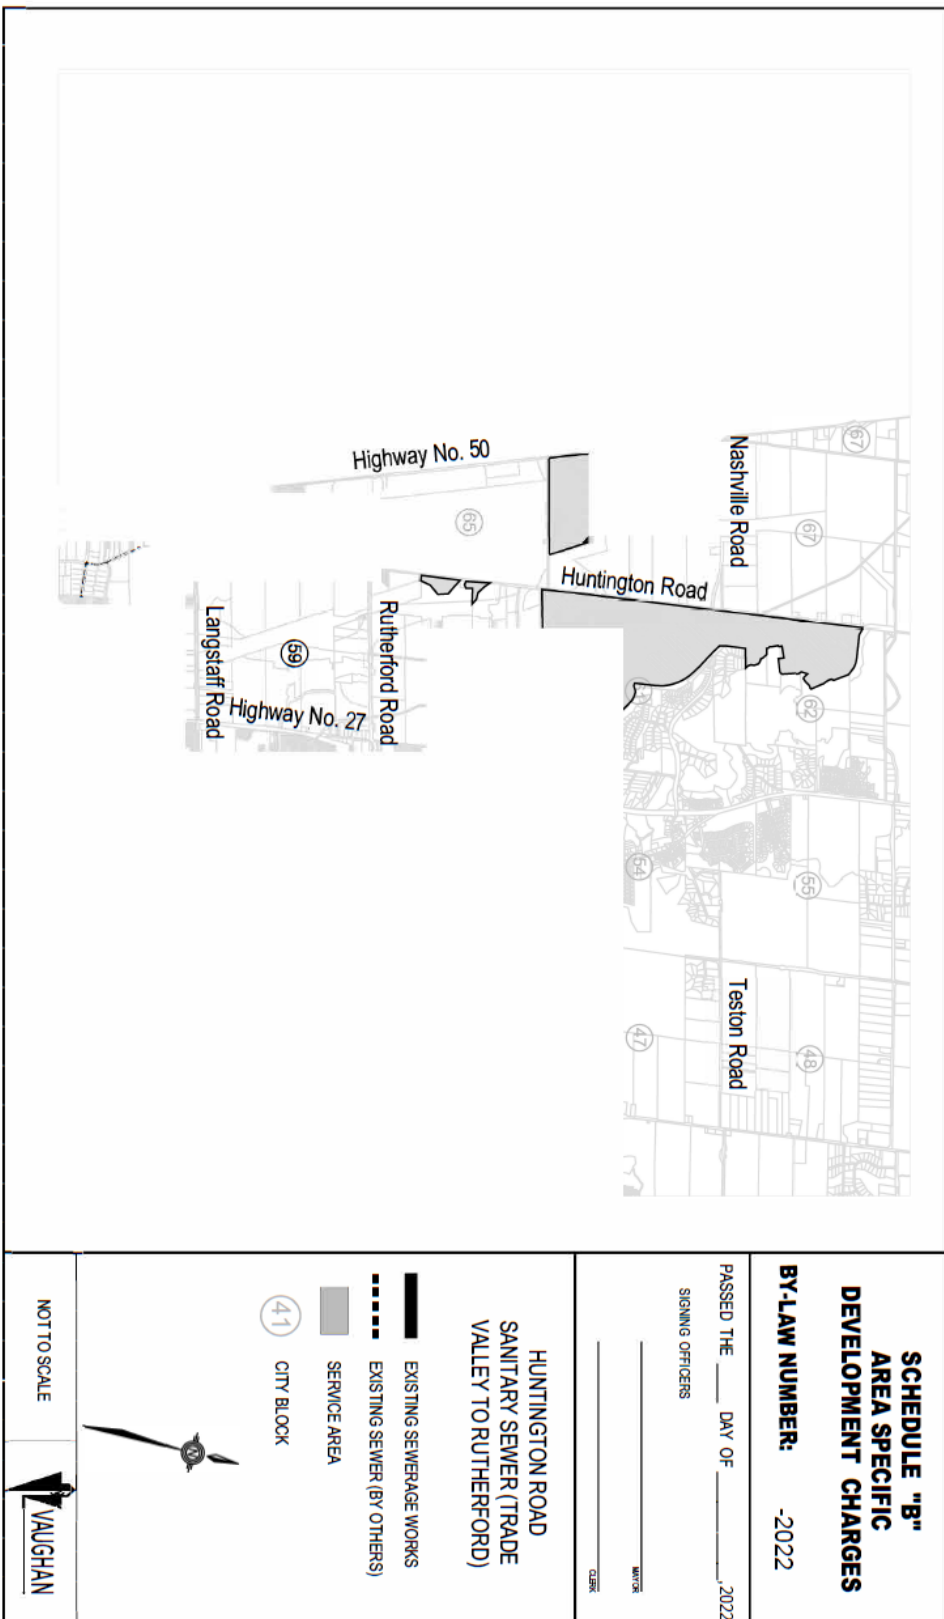 SCHEDULE "B"
AREA SPECIFIC
DEVELOPMENT CHARGES
BY-LAW NUMBER: -2022
PASSED THE ____ DAY OF ________, 2022
SIGNING OFFICERS
MAYOR
CLERK
HUNTINGTON ROAD
SANITARY SEWER (TRADE
VALLEY TO RUTHERFORD)
EXISTING SEWERAGE WORKS
EXISTING SEWER (BY OTHERS)
SERVICE AREA
41 CITY BLOCK
N
NOT TO SCALE
VAUGHAN
67
Nashville Road
67
Highway No. 50
65
Huntington Road
Rutherford Road
Langstaff Road
59
Highway No. 27
62
54
55
Teston Road
47
48